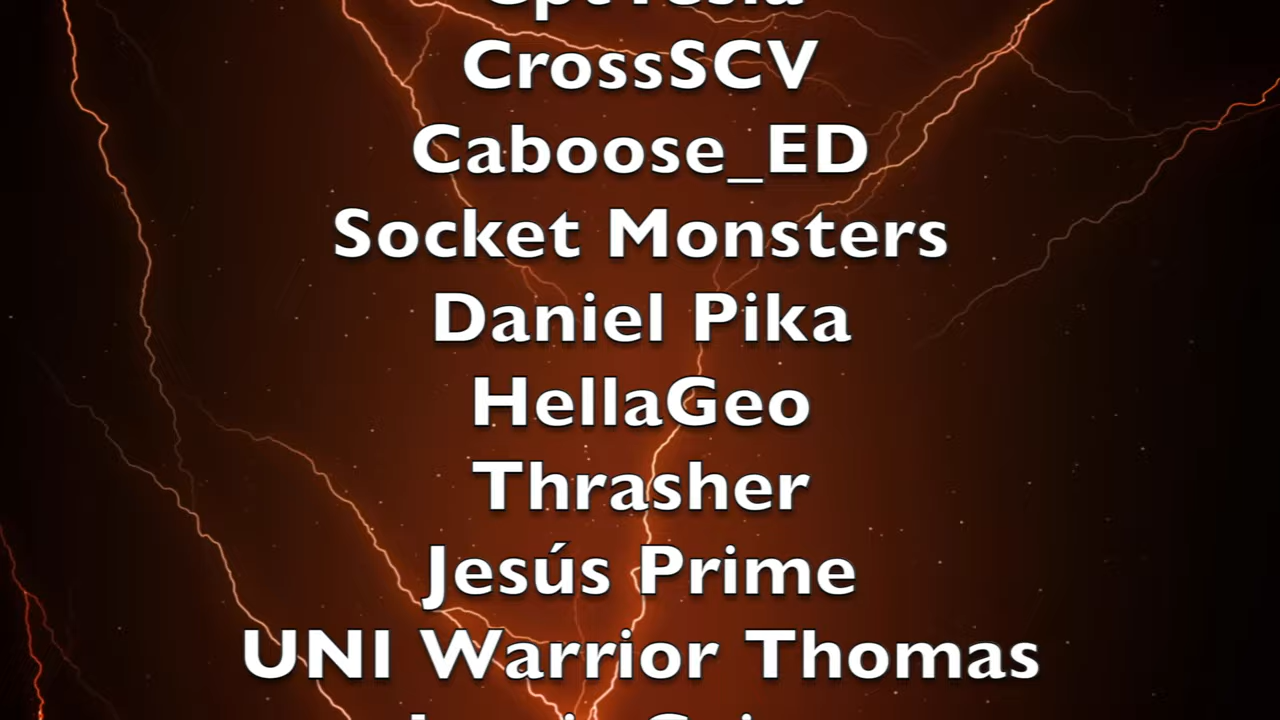 CrossSCV
Caboose_ED
Socket Monsters
Daniel Pika
HellaGeo
Thrasher
Jesús Prime
UNI Warrior Thomas